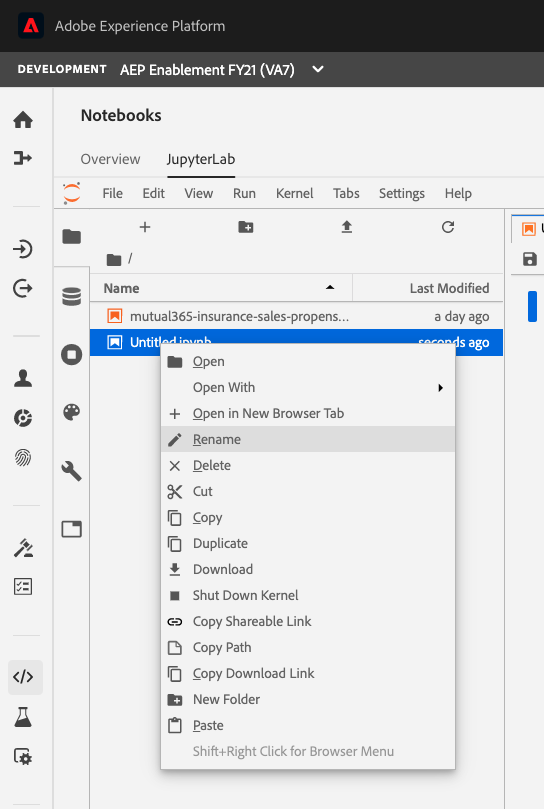 Adobe Experience Platform
DEVELOPMENT AEP Enablement FY21 (VA7)
Notebooks
Overview JupyterLab
File Edit View Run Kernel Tabs Settings Help
/
Name Last Modified
mutual365-insurance-sales-propens... a day ago
Untitled.ipynb seconds ago
Open
Open With
Open in New Browser Tab
Rename
Delete
Cut
Copy
Duplicate
Download
Shut Down Kernel
Copy Shareable Link
Copy Path
Copy Download Link
New Folder
Paste
Shift+Right Click for Browser Menu